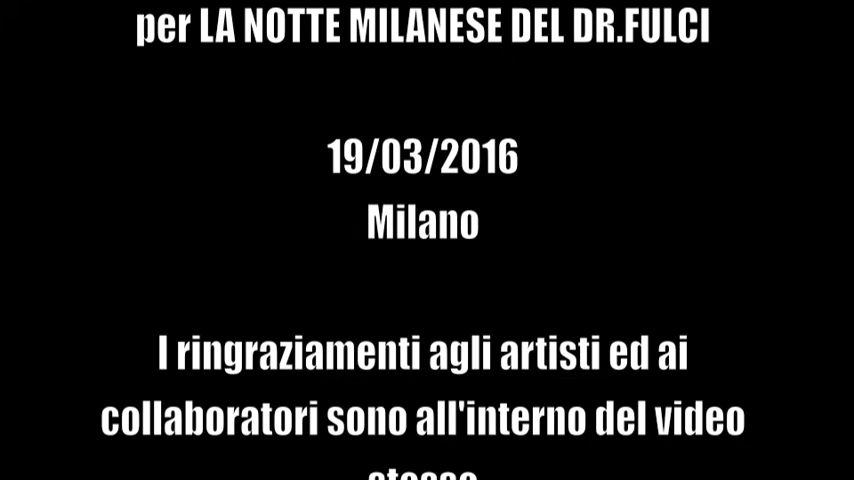 per LA NOTTE MILANESE DEL DR.FULCI
19/03/2016
Milano
I ringraziamenti agli artisti ed ai
collaboratori sono all'interno del video